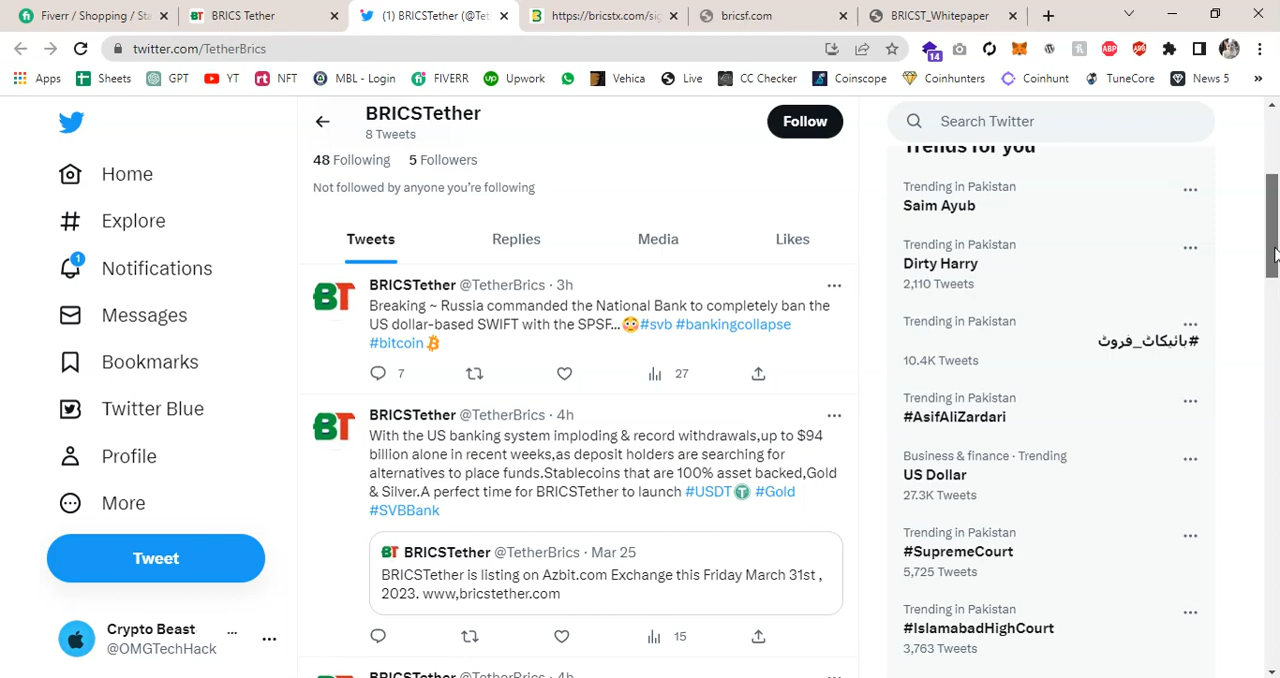 Fiverr / Shopping / Sta
BRICS Tether
(1) BRICSTether (@Tet
https://bricstx.com/sig
bricsf.com
BRICST_Whitepaper
twitter.com/TetherBrics
14
ABP
Apps
Sheets
GPT
YT
NFT
MBL - Login
FIVERR
Upwork
Vehica
Live
CC Checker
Coinscope
Coinhunters
Coinhunt
TuneCore
News 5
»
Home
Explore
1
Notifications
Messages
Bookmarks
Twitter Blue
Profile
More
Tweet
Crypto Beast
@OMGTechHack
BRICSTether
8 Tweets
Follow
48 Following 5 Followers
Not followed by anyone you’re following
Tweets Replies Media Likes
BT
BRICSTether @TetherBrics · 3h
Breaking ~ Russia commanded the National Bank to completely ban the
US dollar-based SWIFT with the SPSF...😳#svb #bankingcollapse
#bitcoin
7 27
BT
BRICSTether @TetherBrics · 4h
With the US banking system imploding & record withdrawals,up to $94
billion alone in recent weeks,as deposit holders are searching for
alternatives to place funds.Stablecoins that are 100% asset backed,Gold
& Silver.A perfect time for BRICSTether to launch #USDT #Gold
#SVBBank
BT BRICSTether @TetherBrics · Mar 25
BRICSTether is listing on Azbit.com Exchange this Friday March 31st ,
2023. www,bricstether.com
15
BRICSTether @TetherBrics · 4h
Search Twitter
Trends for you
Trending in Pakistan
Saim Ayub
Trending in Pakistan
Dirty Harry
2,110 Tweets
Trending in Pakistan
#بائیکاٹ_فروٹ
10.4K Tweets
Trending in Pakistan
#AsifAliZardari
Business & finance · Trending
US Dollar
27.3K Tweets
Trending in Pakistan
#SupremeCourt
5,725 Tweets
Trending in Pakistan
#IslamabadHighCourt
3,763 Tweets